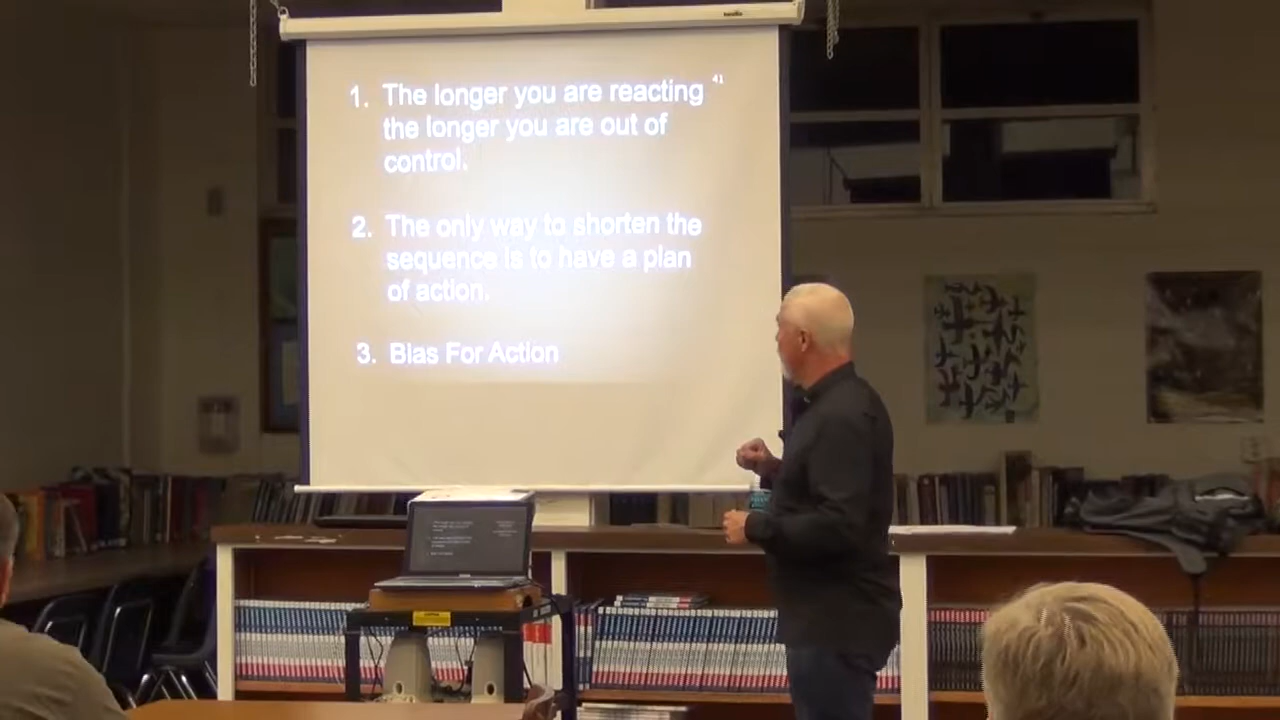 41
1. The longer you are reacting
the longer you are out of
control.
2. The only way to shorten the
sequence is to have a plan
of action.
3. Bias For Action